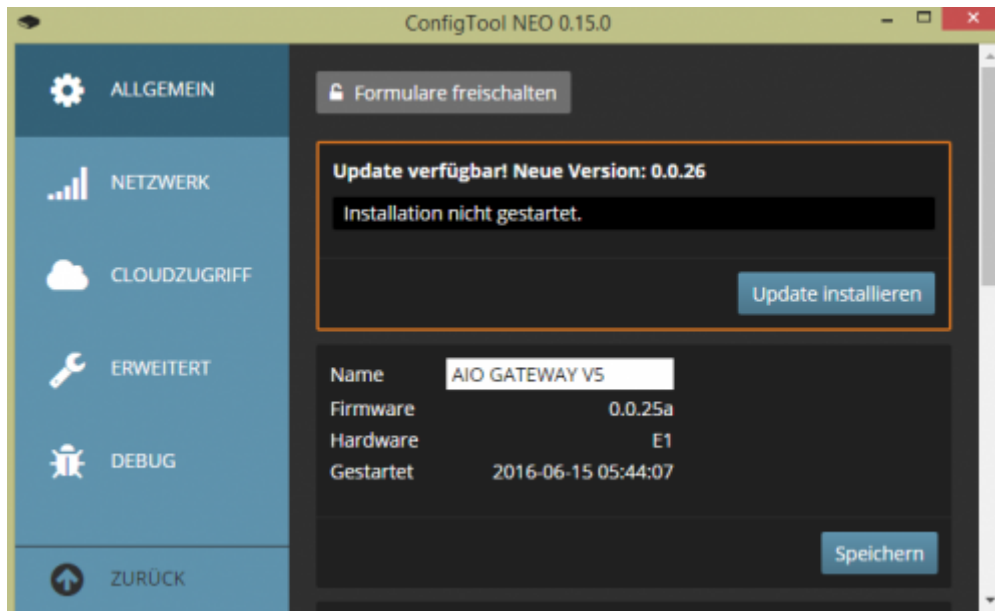 ConfigTool NEO 0.15.0
ALLGEMEIN
NETZWERK
CLOUDZUGRIFF
ERWEITERT
DEBUG
ZURÜCK
Formulare freischalten
Update verfügbar! Neue Version: 0.0.26
Installation nicht gestartet.
Update installieren
Name AIO GATEWAY V5
Firmware 0.0.25a
Hardware E1
Gestartet 2016-06-15 05:44:07
Speichern